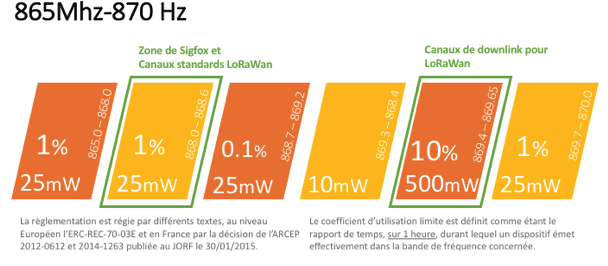 865Mhz-870 Hz
Zone de Sigfox et
Canaux standards LoRaWan
Canaux de downlink pour
LoRaWan
1%
25mW
865.0 – 868.0
1%
25mW
868.0 – 868.6
0.1%
25mW
868.7 – 869.2
10mW
869.3 – 868.4
10%
500mW
869.4 – 869.65
1%
25mW
869.7 – 870.0
La règlementation est régie par différents textes, au niveau
Européen l'ERC-REC-70-03E et en France par la décision de l'ARCEP
2012-0612 et 2014-1263 publiée au JORF le 30/01/2015.
Le coefficient d'utilisation limite est définit comme étant le
rapport de temps, sur 1 heure, durant lequel un dispositif émet
effectivement dans la bande de fréquence concernée.